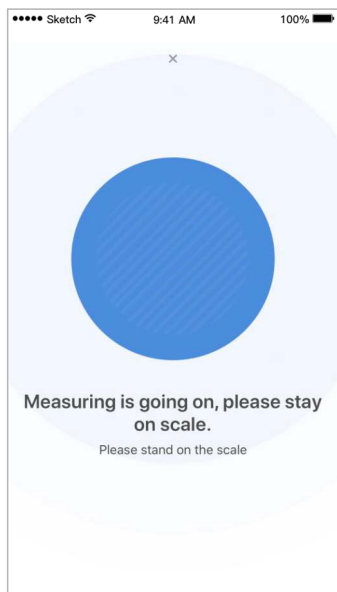 Sketch 9:41 AM 100%
Measuring is going on, please stay
on scale.
Please stand on the scale